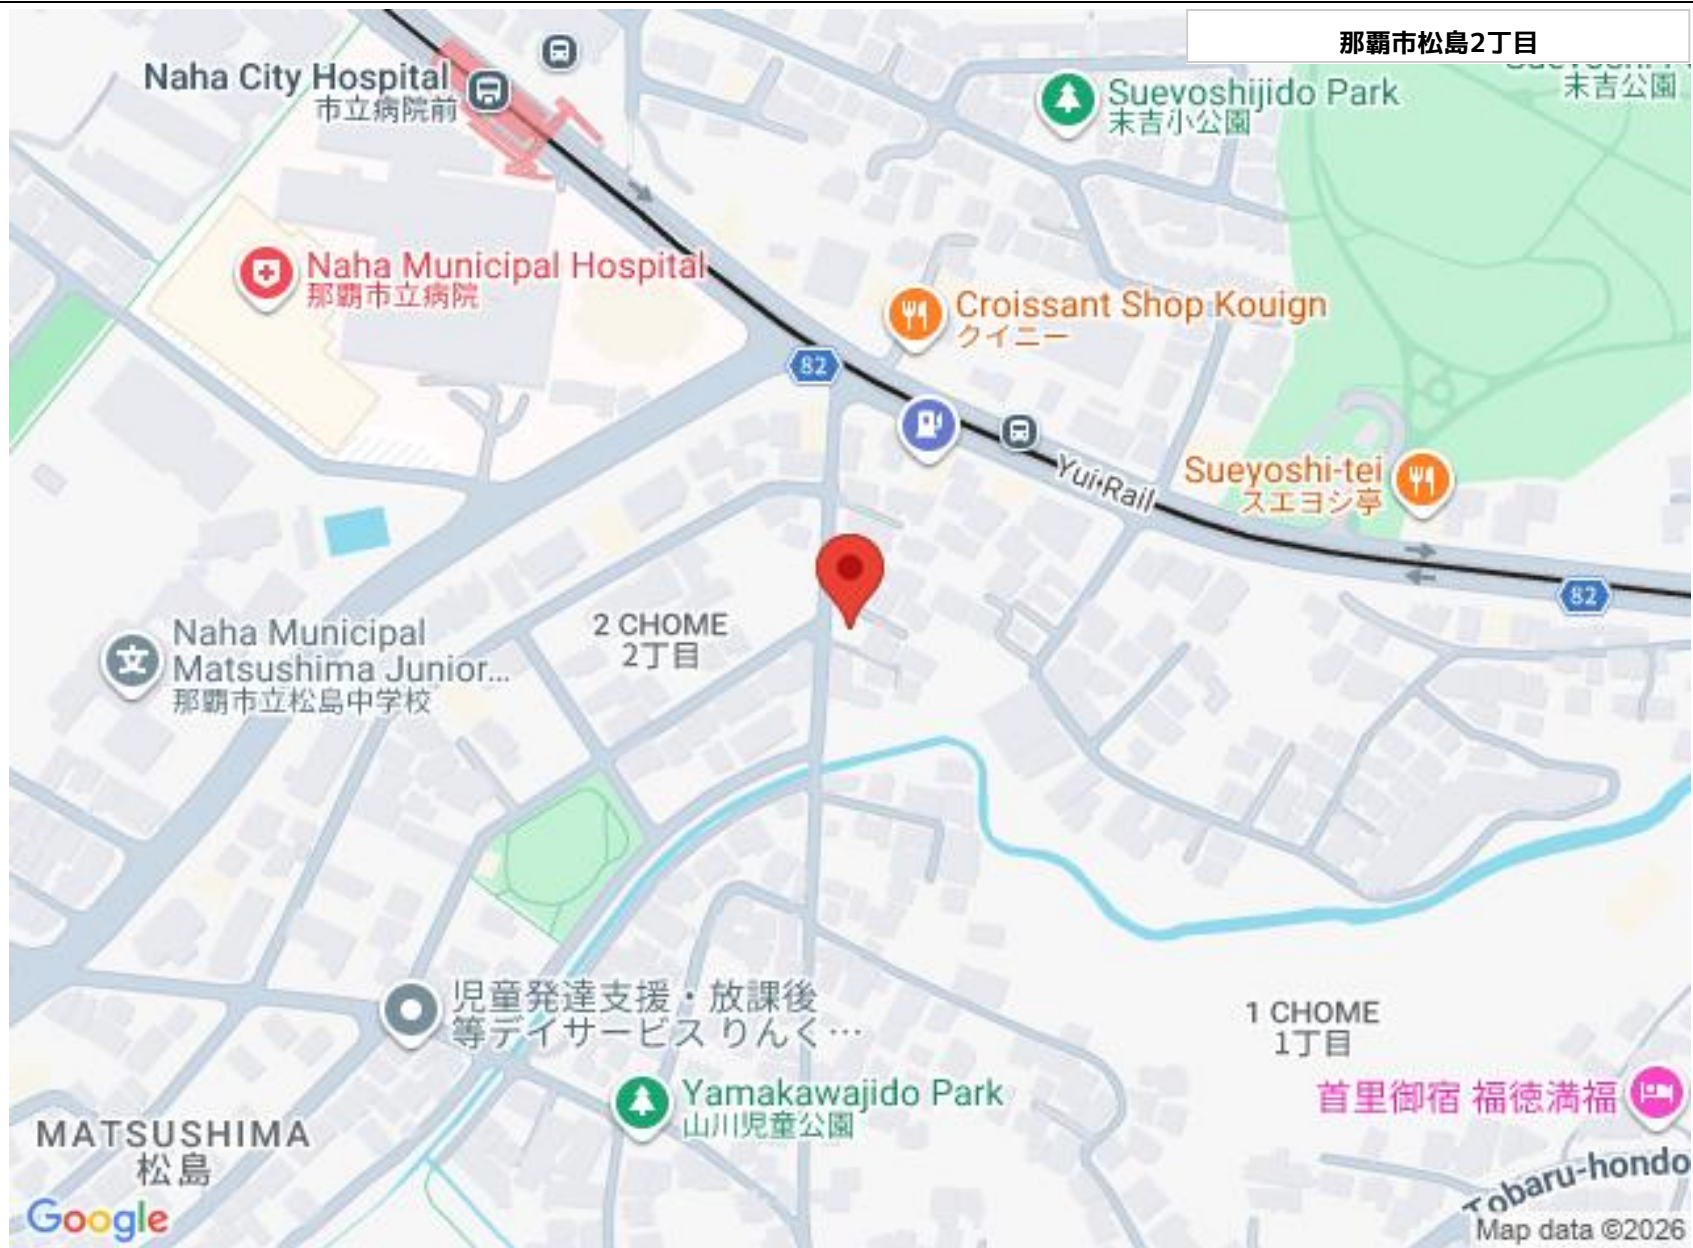 那覇市松島2丁目
Naha City Hospital
市立病院前
Sueyoshijido Park
末吉小公園
末吉公園
Naha Municipal Hospital
那覇市立病院
Croissant Shop Kouign
クイニー
82
Yui-Rail
Sueyoshi-tei
スエヨシ亭
82
2 CHOME
2丁目
Naha Municipal
Matsushima Junior...
那覇市立松島中学校
児童発達支援・放課後
等デイサービス りんく…
1 CHOME
1丁目
Yamakawajido Park
山川児童公園
首里御宿 福徳満福
MATSUSHIMA
松島
Tobaru-hondo
Google
Map data ©2026